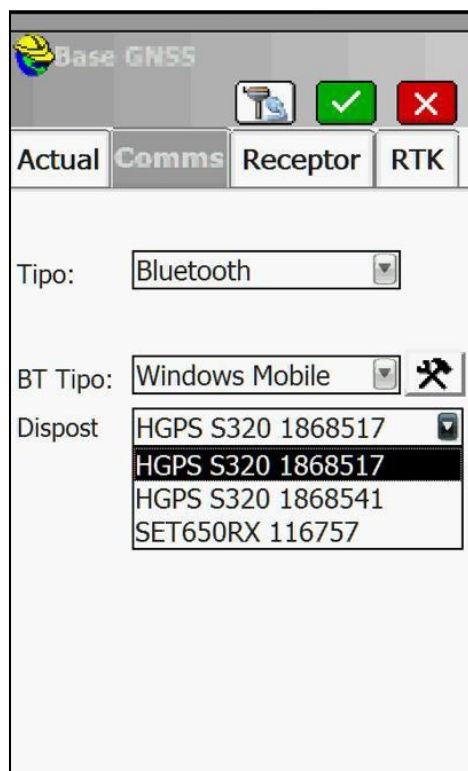 Base GNSS
Actual Comms Receptor RTK
Tipo: Bluetooth
BT Tipo: Windows Mobile
Dispost HGPS S320 1868517
HGPS S320 1868517
HGPS S320 1868541
SET650RX 116757